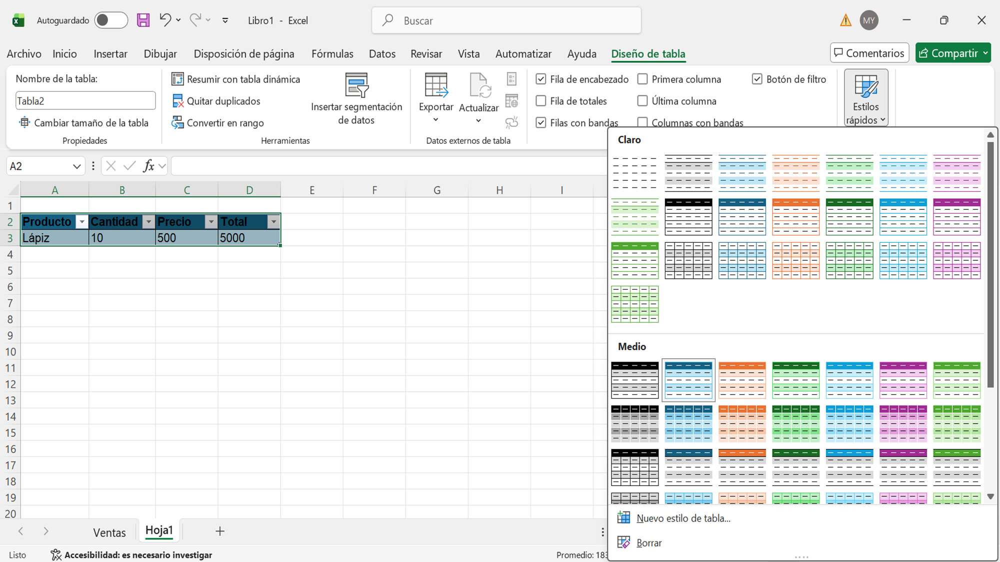 Autoguardado
Libro1 - Excel
Buscar
MY
Archivo Inicio Insertar Dibujar Disposición de página Fórmulas Datos Revisar Vista Automatizar Ayuda Diseño de tabla
Comentarios
Compartir
Nombre de la tabla:
Tabla2
Cambiar tamaño de la tabla
Propiedades
Resumir con tabla dinámica
Quitar duplicados
Convertir en rango
Insertar segmentación
de datos
Herramientas
Exportar
Actualizar
Datos externos de tabla
Fila de encabezado
Fila de totales
Filas con bandas
Primera columna
Última columna
Columnas con bandas
Botón de filtro
Estilos
rápidos
A2
fx
A B C D E F G H I
1
2 Producto Cantidad Precio Total
3 Lápiz 10 500 5000
4
5
6
7
8
9
10
11
12
13
14
15
16
17
18
19
20
Claro
Medio
Nuevo estilo de tabla...
Borrar
Ventas Hoja1
Listo
Accesibilidad: es necesario investigar
Promedio: 183